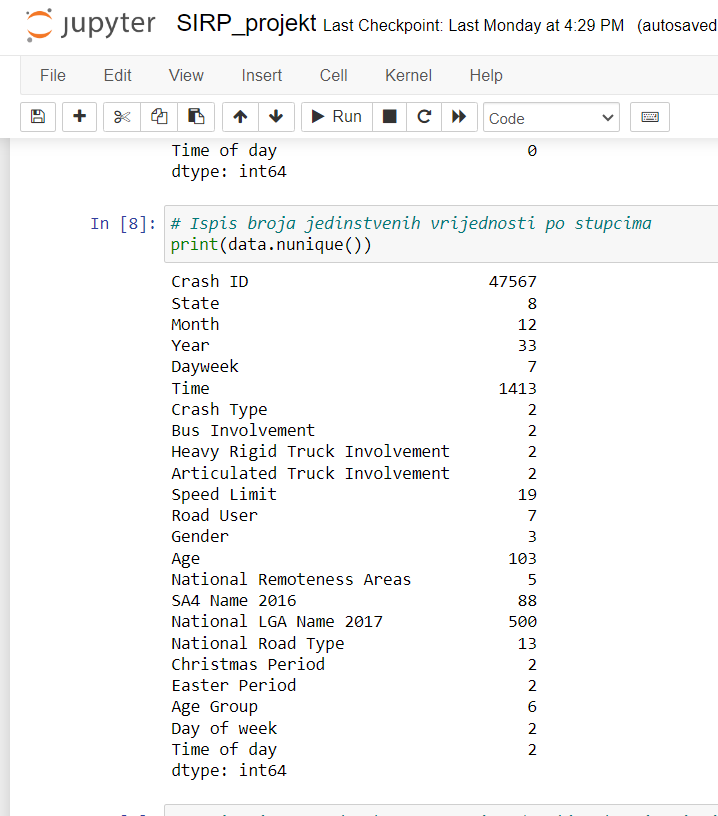 jupyter SIRP_projekt Last Checkpoint: Last Monday at 4:29 PM (autosaved
File Edit View Insert Cell Kernel Help
Run Code
Time of day 0
dtype: int64
In [8]: # Ispis broja jedinstvenih vrijednosti po stupcima
print(data.nunique())
Crash ID 47567
State 8
Month 12
Year 33
Dayweek 7
Time 1413
Crash Type 2
Bus Involvement 2
Heavy Rigid Truck Involvement 2
Articulated Truck Involvement 2
Speed Limit 19
Road User 7
Gender 3
Age 103
National Remoteness Areas 5
SA4 Name 2016 88
National LGA Name 2017 500
National Road Type 13
Christmas Period 2
Easter Period 2
Age Group 6
Day of week 2
Time of day 2
dtype: int64